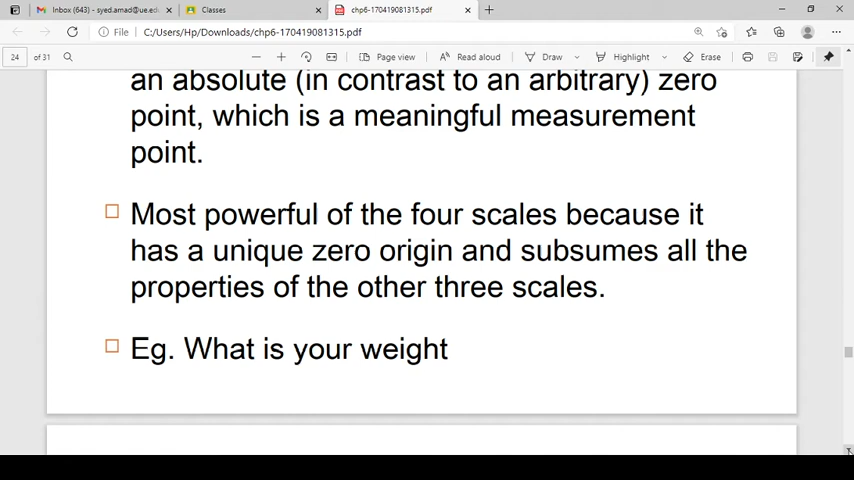 Inbox (643) - syed.amad@ue.ed
Classes
chp6-170419081315.pdf
File
C:/Users/Hp/Downloads/chp6-170419081315.pdf
24 of 31
Page view
Read aloud
Draw
Highlight
Erase
an absolute (in contrast to an arbitrary) zero
point, which is a meaningful measurement
point.
Most powerful of the four scales because it
has a unique zero origin and subsumes all the
properties of the other three scales.
Eg. What is your weight